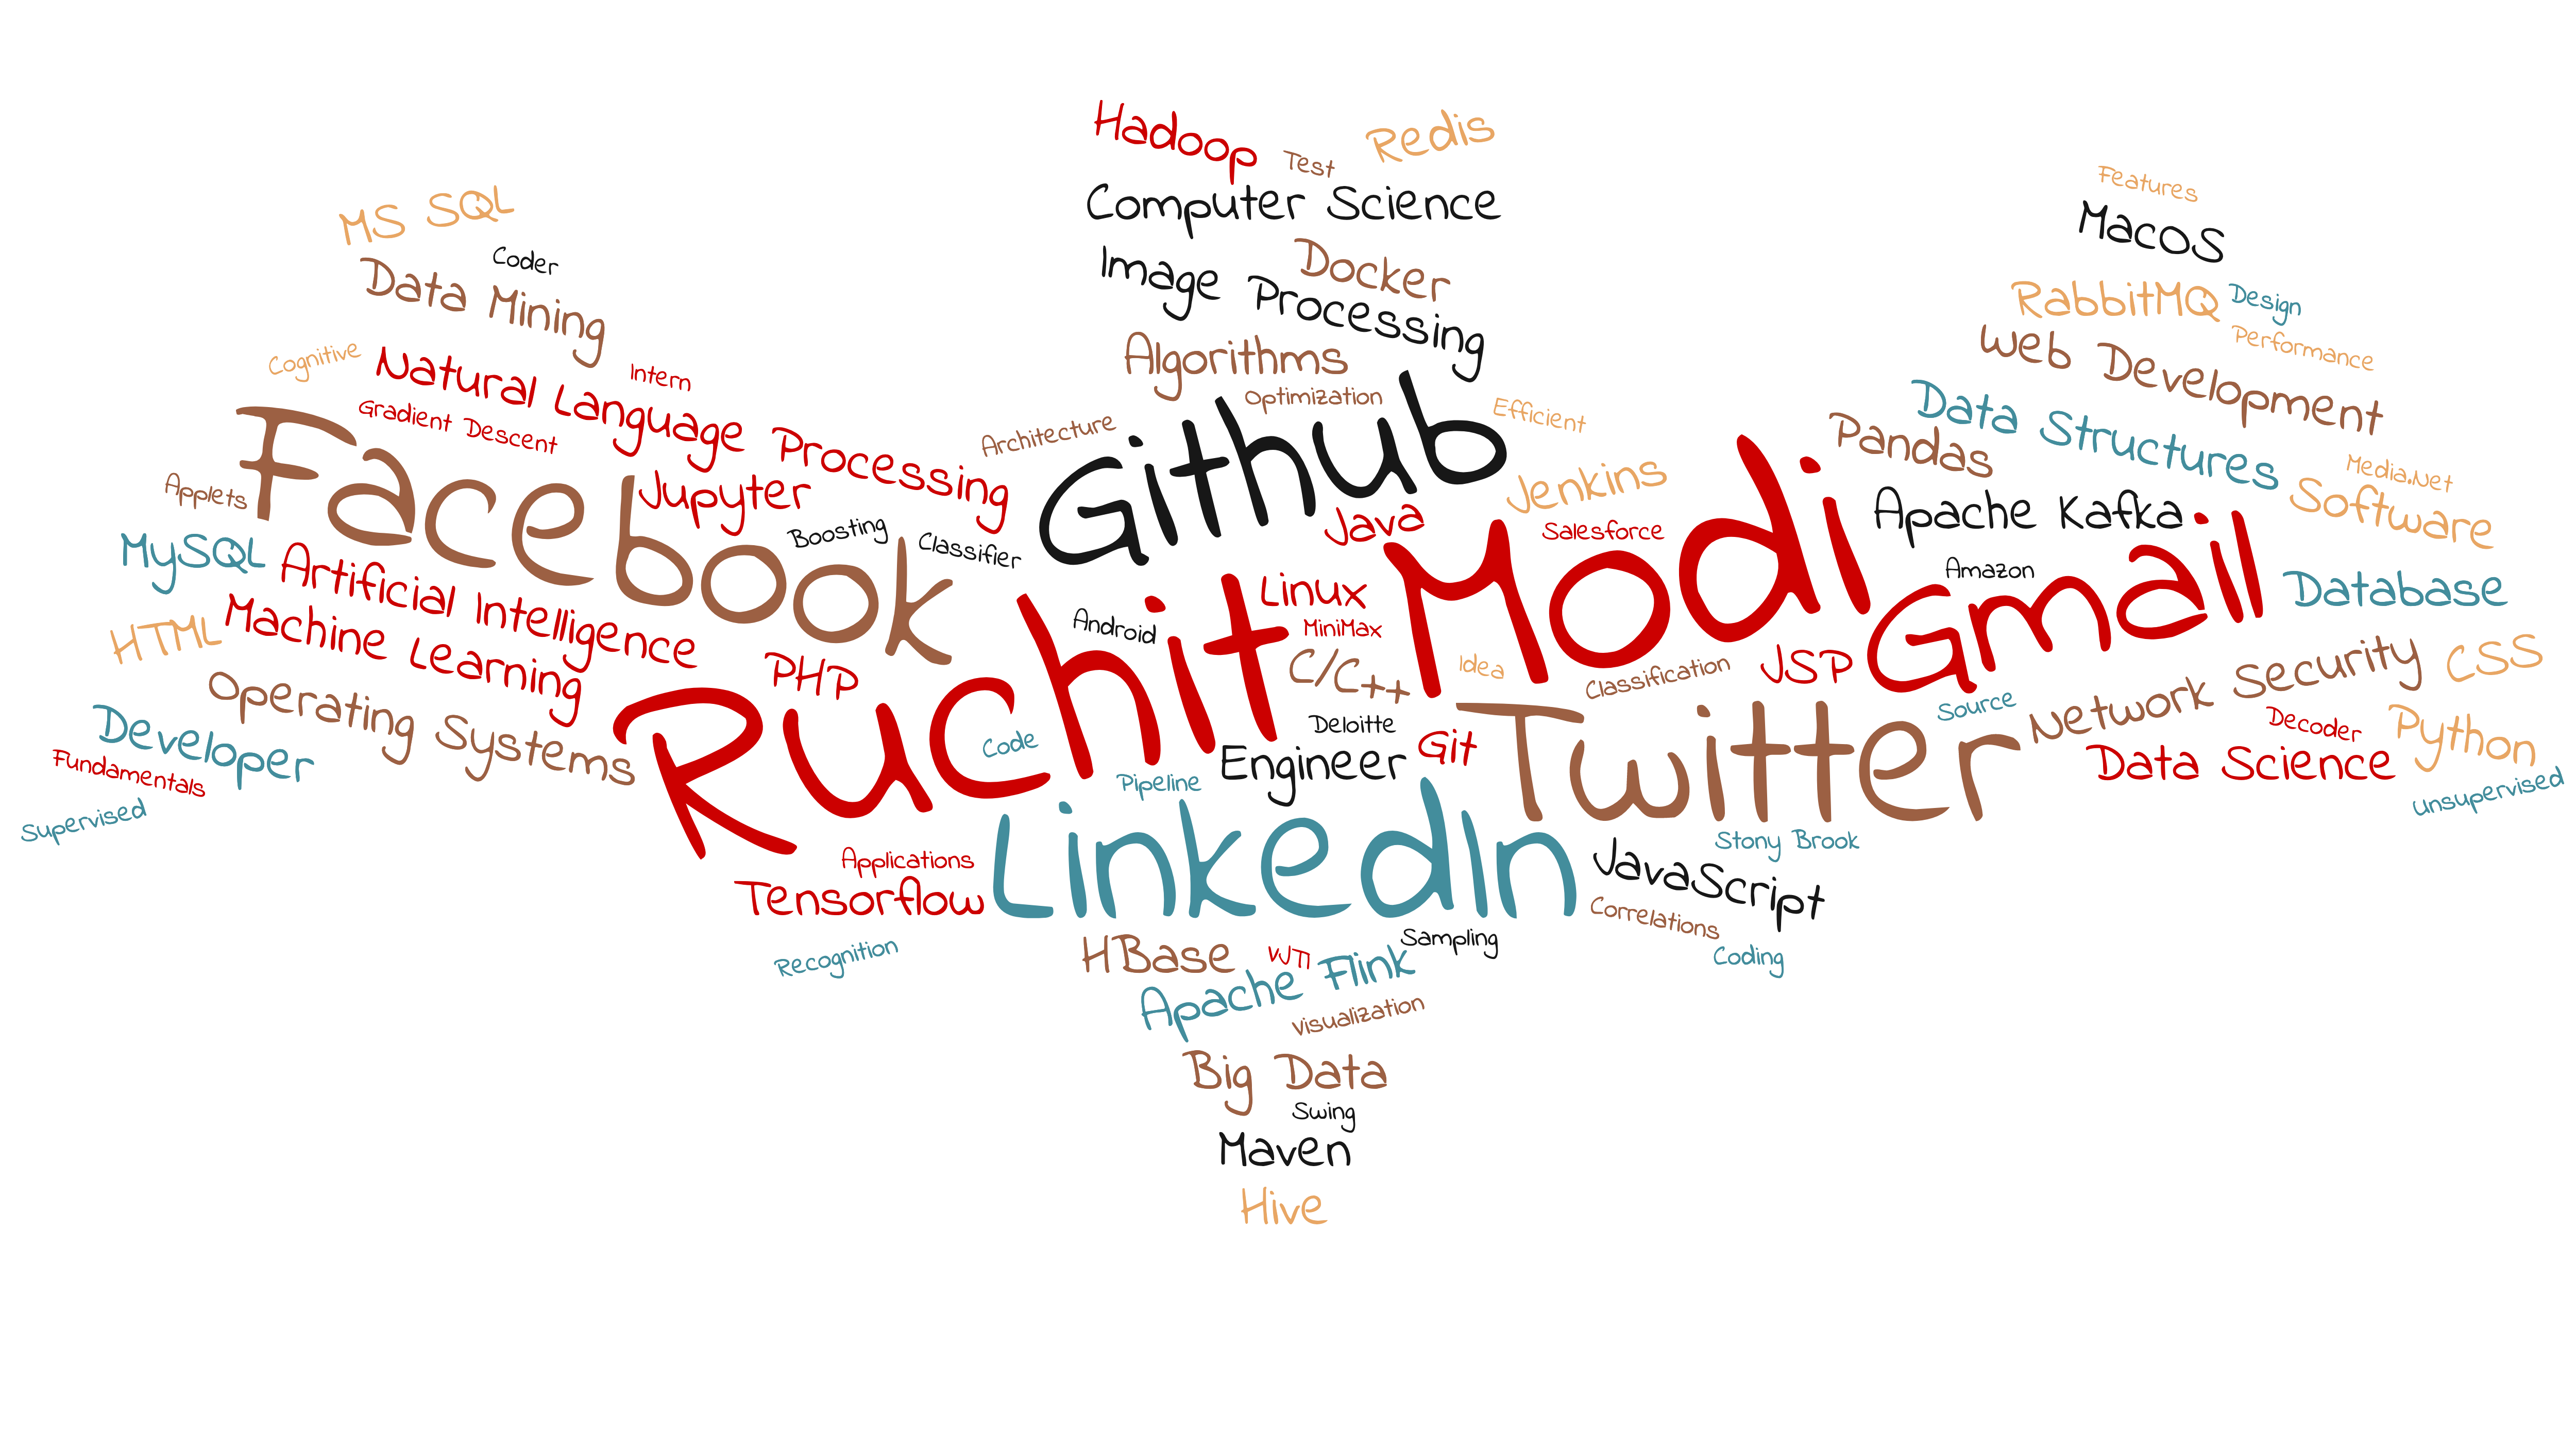 Hadoop
Test
Redis
Computer Science
Image Processing
Docker
Algorithms
Optimization
Efficient
Architecture
Github
MS SQL
Coder
Data Mining
Cognitive
Natural Language Processing
Intern
Gradient Descent
Facebook
Applets
Jupyter
Boosting
Classifier
MySQL
Artificial Intelligence
HTML
Machine Learning
PHP
Operating Systems
Developer
Fundamentals
Supervised
Features
MacOS
RabbitMQ
Design
Performance
Web Development
Data Structures
Pandas
Media.Net
Software
Apache Kafka
Amazon
Gmail
Database
Jenkins
Java
Salesforce
Ruchit
Modi
Linux
Android
MiniMax
C/C++
Idea
Classification
JSP
Source
Network Security
CSS
Decoder
Python
Data Science
Unsupervised
Deloitte
Engineer
Git
Twitter
Code
Pipeline
LinkedIn
Stony Brook
JavaScript
Correlations
Coding
Applications
Tensorflow
Recognition
HBase
VJTI
Sampling
Apache Flink
Visualization
Big Data
Swing
Maven
Hive